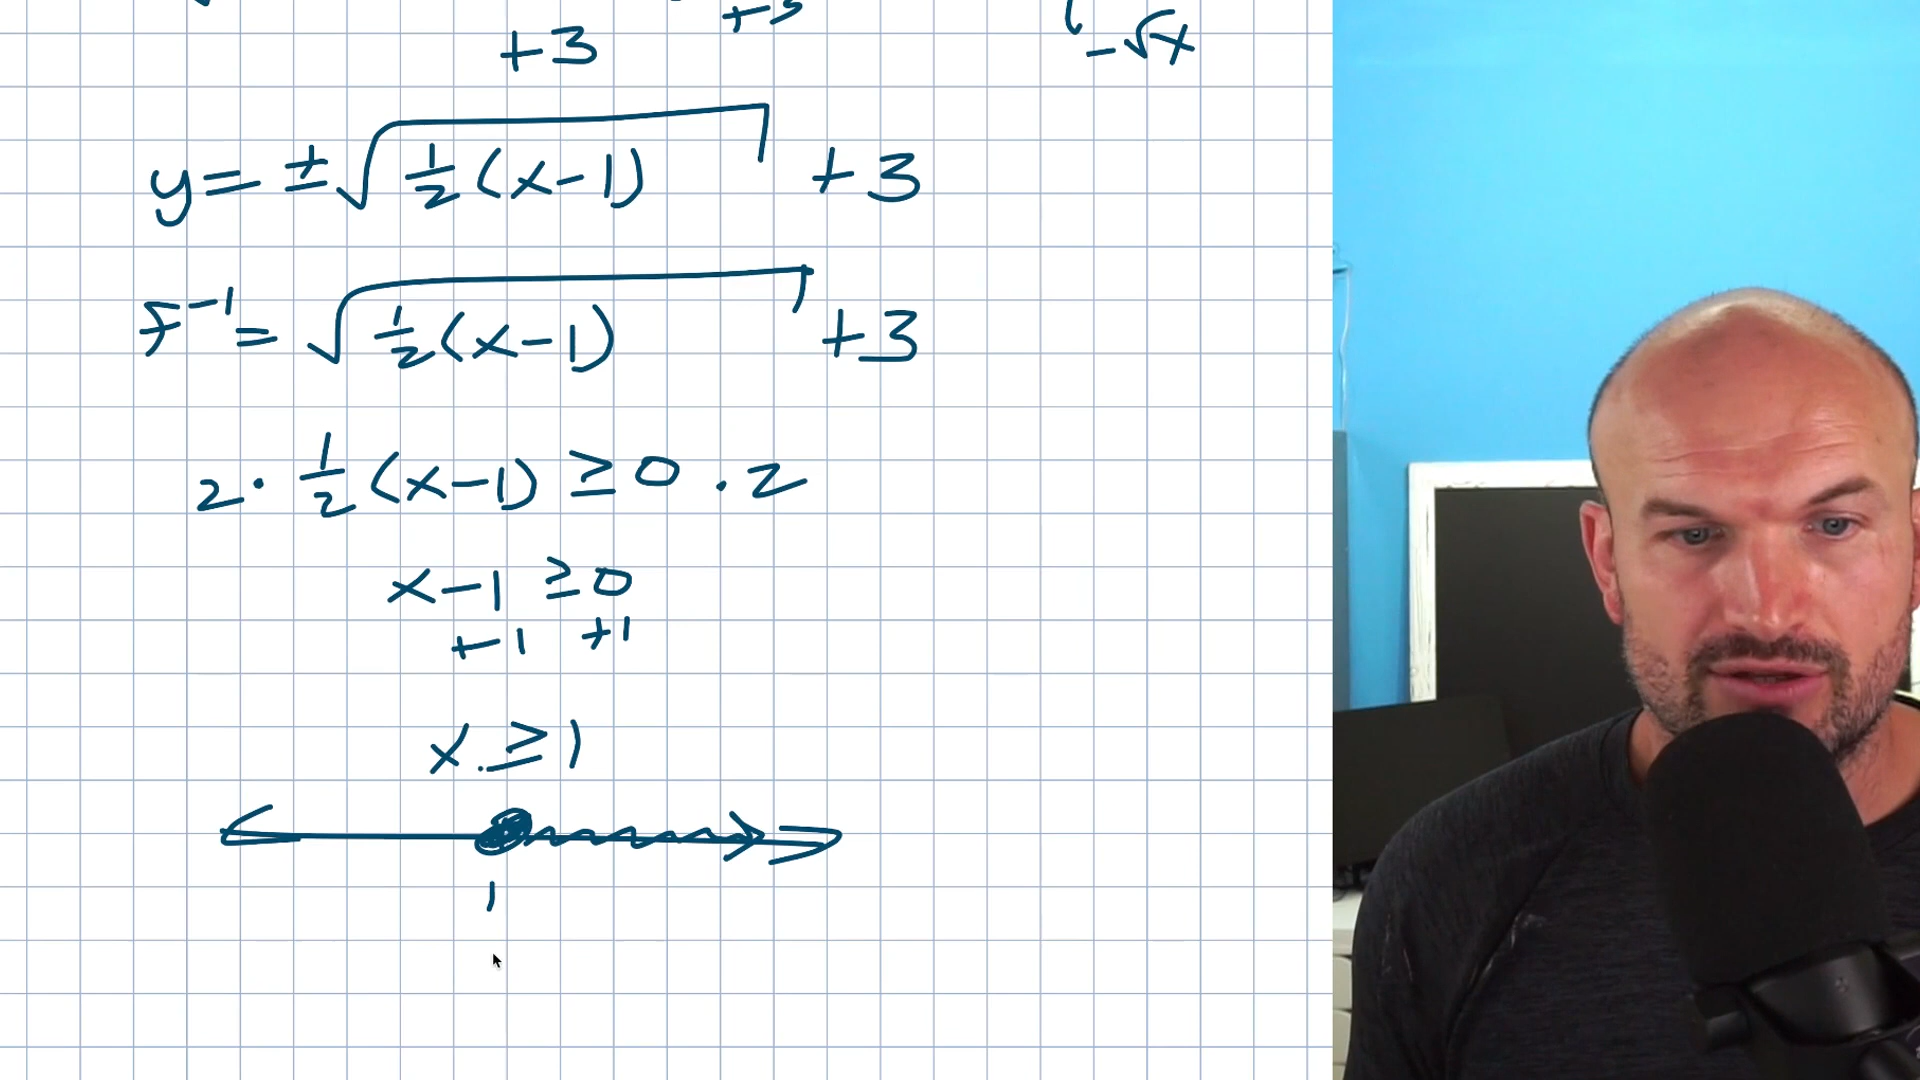 +3
+3
-√x
y = ±√(½(x-1)) +3
F⁻¹ = √(½(x-1)) +3
2 · ½(x-1) ≥ 0 . 2
x-1 ≥ 0
+1 +1
x ≥ 1
1